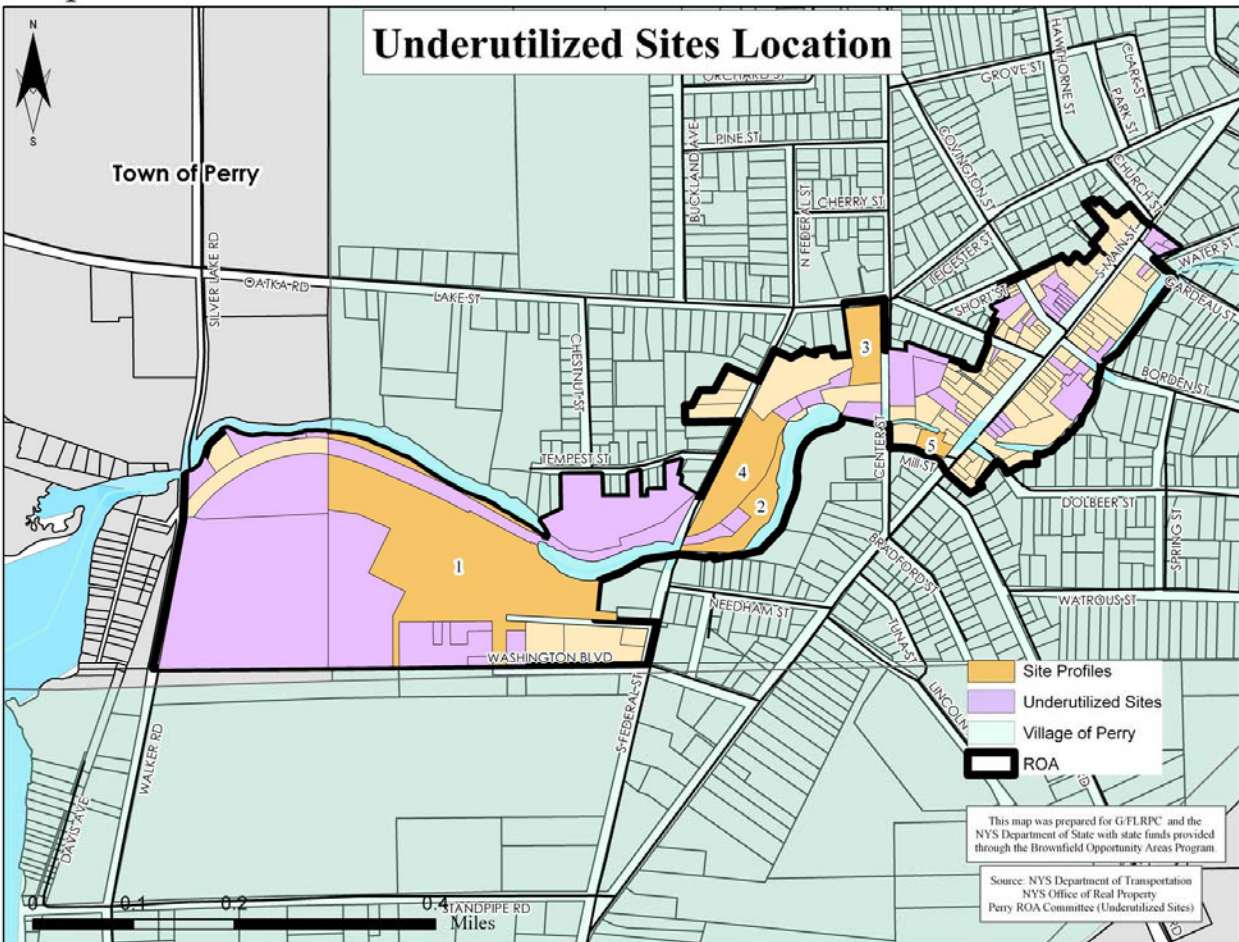 Underutilized Sites Location
N
S
Town of Perry
SILVER LAKE RD
OATKA RD
LAKE ST
ORCHARD ST
PINE ST
BUCKLAND AVE
N FEDERAL ST
CHERRY ST
GROVE ST
HAWTHORNE ST
CLARK ST
PARK ST
COVINGTON ST
CHURCH ST
LEICESTER ST
SHORT ST
S MAIN ST
WATER ST
GARDEAU ST
BORDEN ST
CHESTNUT ST
TEMPEST ST
CENTER ST
Mill ST
DOLBEER ST
SPRING ST
BRADFORD ST
WATROUS ST
NEEDHAM ST
TUNA ST
LINCOLN
RD
WASHINGTON BLVD
S FEDERAL ST
WALKER RD
DAVIS AVE
STANDPIPE RD
RD
1
2
3
4
5
Site Profiles
Underutilized Sites
Village of Perry
ROA
This map was prepared for G/FLRPC and the
NYS Department of State with state funds provided
through the Brownfield Opportunity Areas Program.
Source: NYS Department of Transportation
NYS Office of Real Property
Perry ROA Committee (Underutilized Sites)
0 0.1 0.2 0.4
Miles